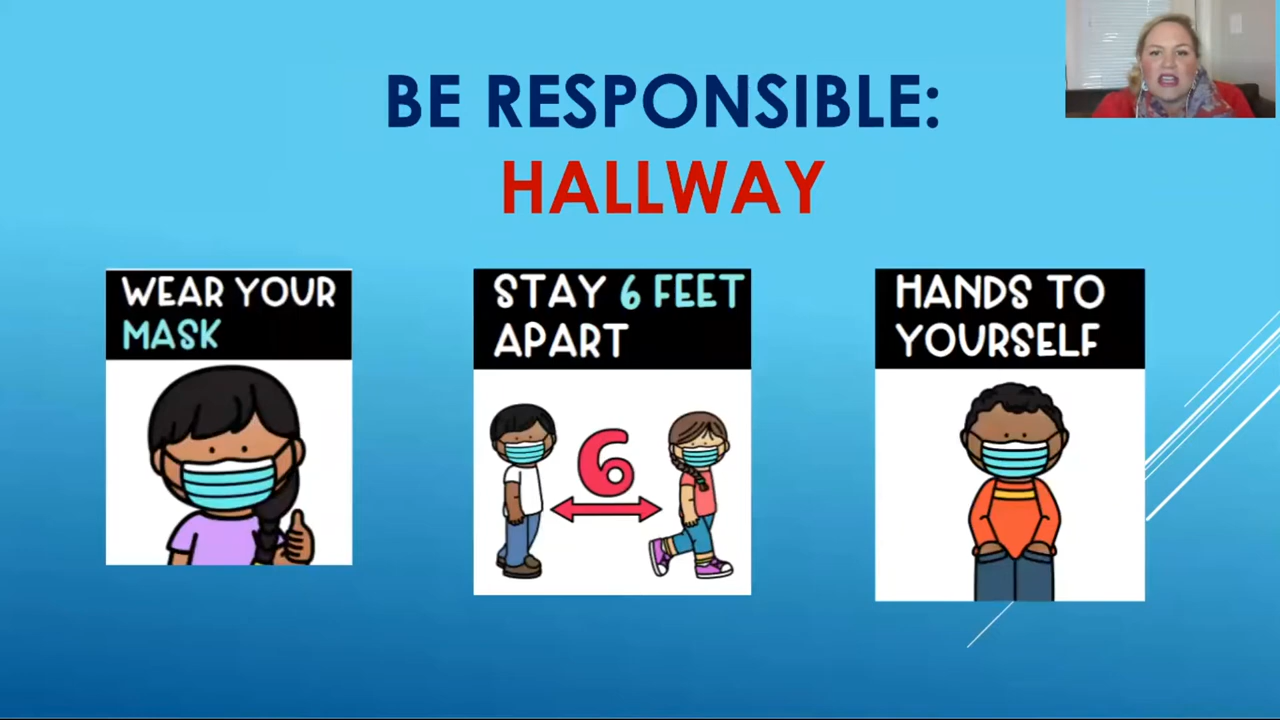 BE RESPONSIBLE:
HALLWAY
WEAR YOUR
MASK
STAY 6 FEET
APART
6
HANDS TO
YOURSELF